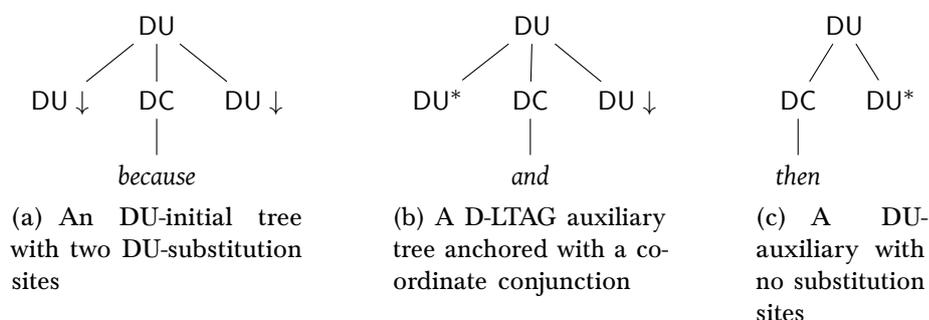 DU DU DU
DU ↓ DC DU ↓ DU* DC DU ↓ DC DU*
because and then
(a) An DU-initial tree
with two DU-substitution
sites
(b) A D-LTAG auxiliary
tree anchored with a co-
ordinate conjunction
(c) A DU-
auxiliary with
no substitution
sites